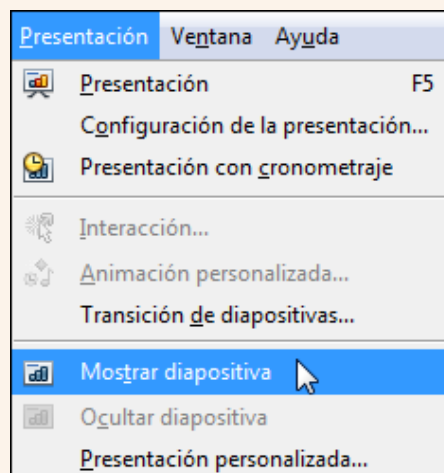 Presentación Ventana Ayuda
Presentación F5
Configuración de la presentación...
Presentación con cronometraje
Interacción...
Animación personalizada...
Transición de diapositivas...
Mostrar diapositiva
Ocultar diapositiva
Presentación personalizada...